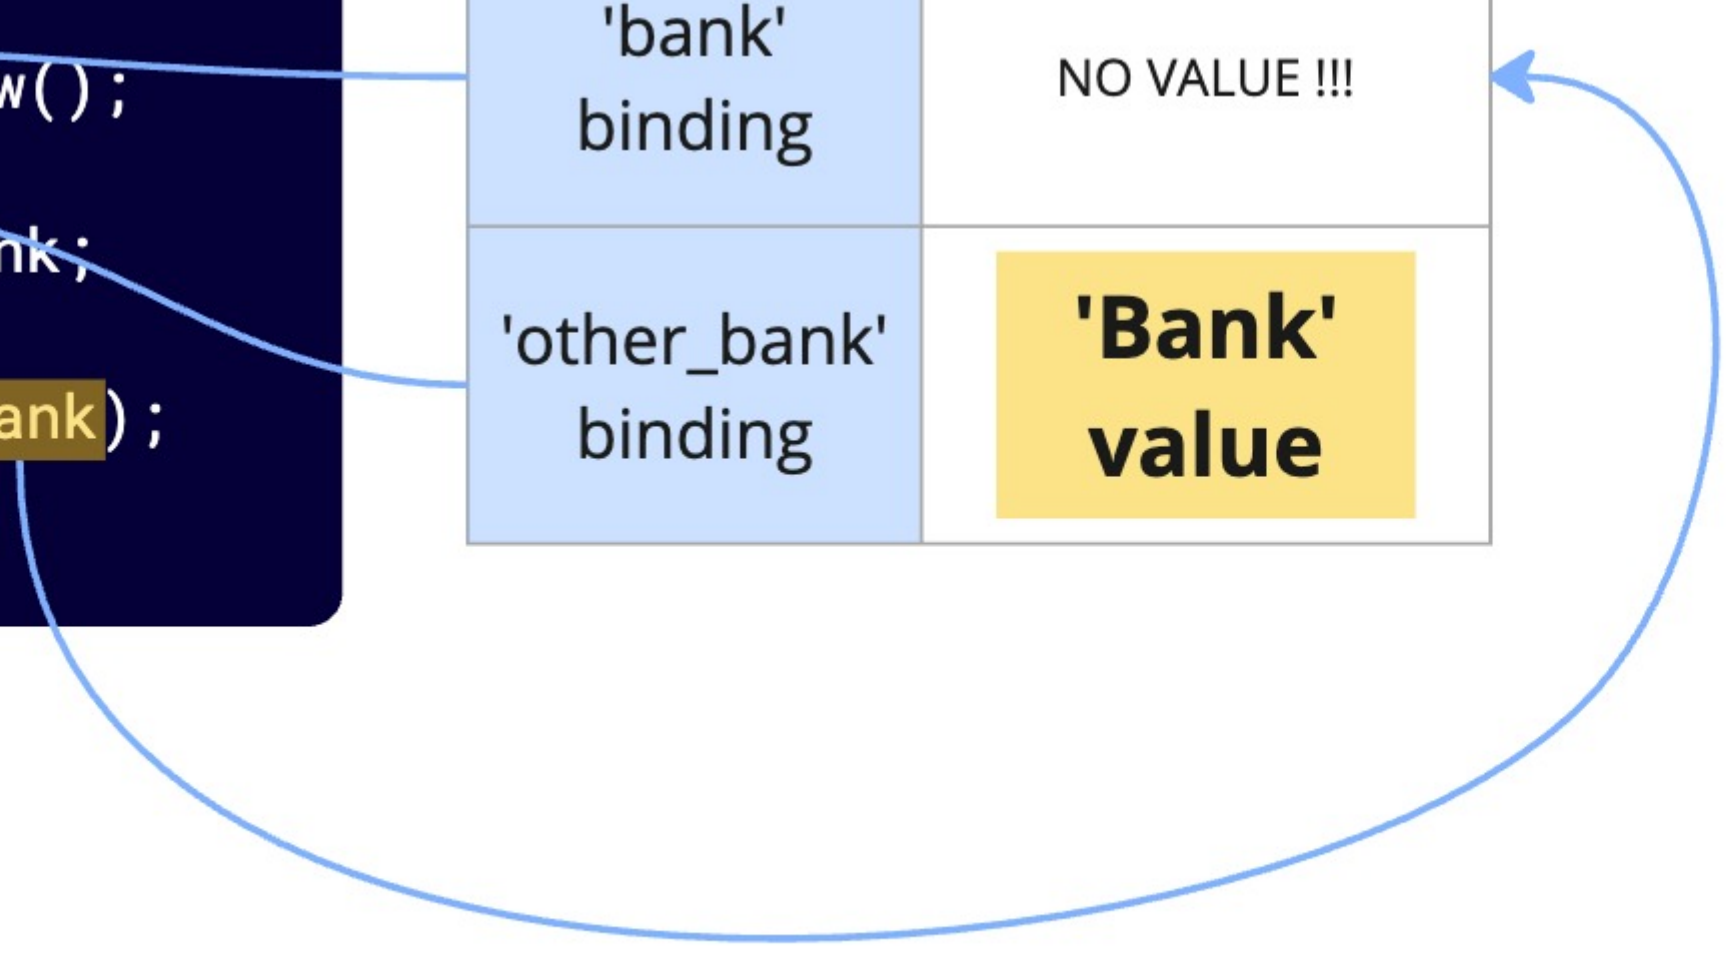 'bank'
binding
NO VALUE !!!
w();
nk;
'other_bank'
binding
'Bank'
value
ank);